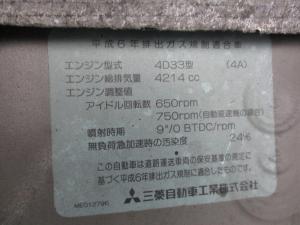 平成6年排出ガス規制適合車
エンジン型式 4D33型 (4A)
エンジン総排気量 4214 cc
エンジン調整値
アイドル回転数 650rpm
750rpm(自動変速機の場合)
噴射時期 9°/0 BTDC/rpm
無負荷急加速時の汚染度 24%
この自動車は道路運送車両の保安基準の規定に
基づく平成6年排出ガス規制に適合したものです。
三菱自動車工業株式会社